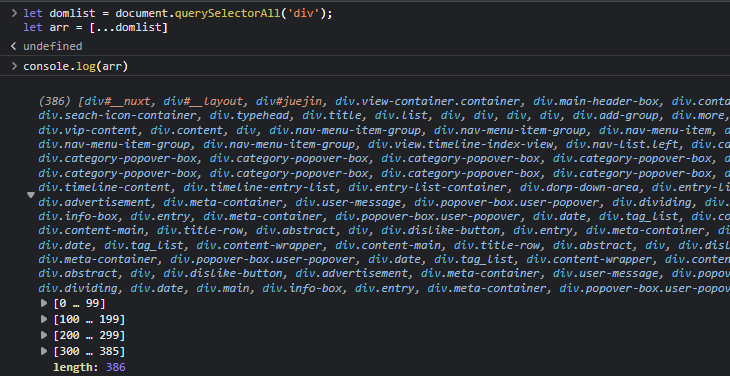 let domlist = document.querySelectorAll('div');
let arr = [...domlist]
undefined
console.log(arr)
(386) [div#__nuxt, div#__layout, div#juejin, div.view-container.container, div.main-header-box, div.conta
div.seach-icon-container, div.typehead, div.title, div.list, div, div, div, div, div, div.add-group, div.more,
div.vip-content, div.content, div, div.nav-menu-item-group, div.nav-menu-item-group, div.nav-menu-item, d
div.nav-menu-item-group, div.nav-menu-item-group, div.view.timeline-index-view, div.nav-list.left, div.ca
div.category-popover-box, div.category-popover-box, div.category-popover-box, div.category-popover-box,
div.category-popover-box, div.category-popover-box, div.category-popover-box, div.category-popover-box,
div.timeline-content, div.timeline-entry-list, div.entry-list-container, div.dorp-down-area, div.entry-li
div.advertisement, div.meta-container, div.user-message, div.popover-box.user-popover, div.dividing, div.
div.info-box, div.entry, div.meta-container, div.popover-box.user-popover, div.date, div.tag_list, div.co
div.content-main, div.title-row, div.abstract, div, div.dislike-button, div.entry, div.meta-container, di
div.date, div.tag_list, div.content-wrapper, div.content-main, div.title-row, div.abstract, div, div.disl
div.meta-container, div.popover-box.user-popover, div.date, div.tag_list, div.content-wrapper, div.conten
div.abstract, div, div.dislike-button, div.advertisement, div.meta-container, div.user-message, div.popov
div.dividing, div.date, div.main, div.info-box, div.entry, div.meta-container, div.popover-box.user-popov
[0 … 99]
[100 … 199]
[200 … 299]
[300 … 385]
length: 386